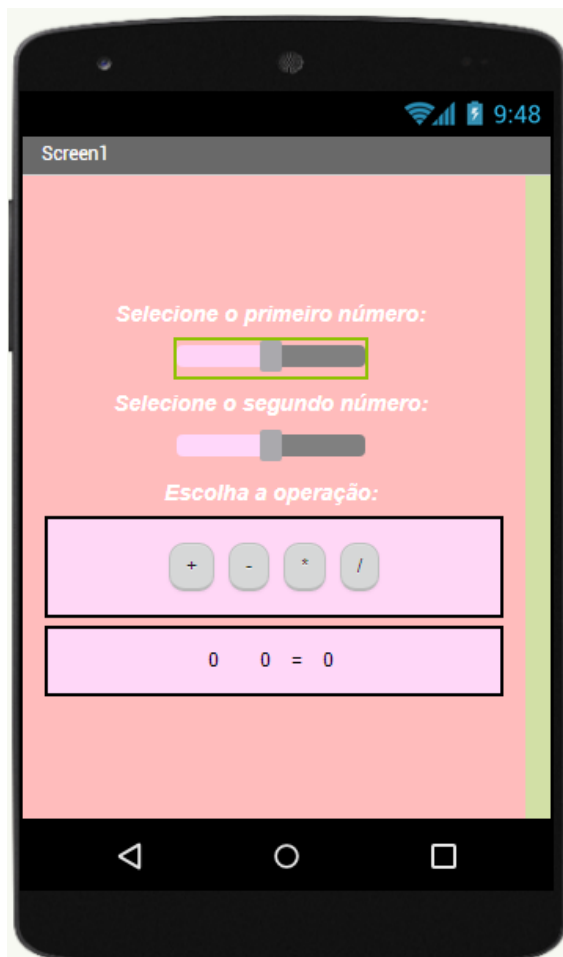 9:48
Screen1
Selecione o primeiro número:
Selecione o segundo número:
Escolha a operação:
+ - * /
0 0 = 0